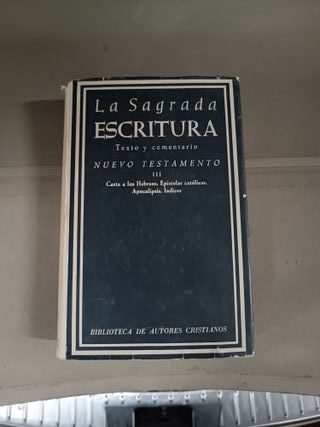 La Sagrada
ESCRITURA
Texto y comentario
NUEVO TESTAMENTO
III
Carta a los Hebreos. Epístolas católicas.
Apocalipsis. Indices
BIBLIOTECA DE AUTORES CRISTIANOS